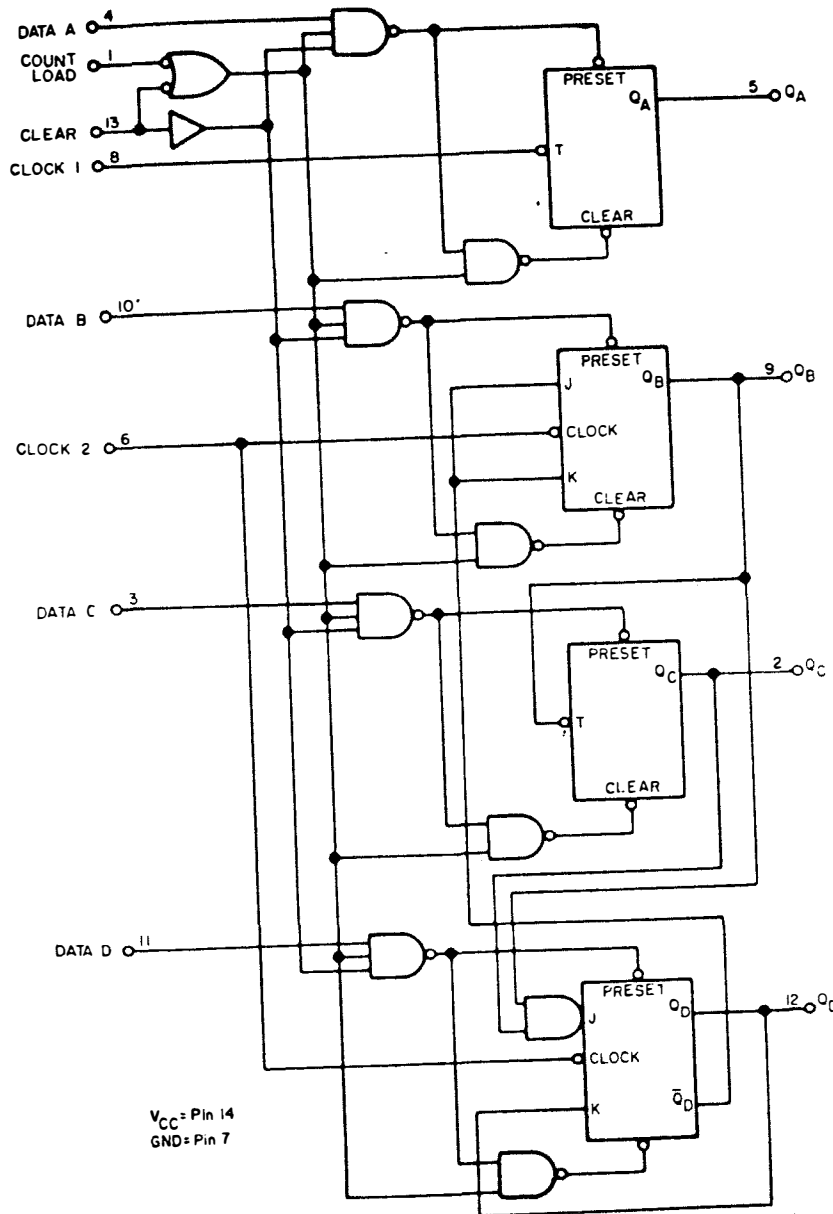 DATA A 4
COUNT LOAD 1
CLEAR 13
CLOCK 1 8
PRESET
QA
5 QA
T
CLEAR
DATA B 10
PRESET
J
QB
9 QB
CLOCK 2 6
CLOCK
K
CLEAR
DATA C 3
PRESET
QC
2 QC
T
CLEAR
DATA D 11
PRESET
J
QD
12 QD
CLOCK
Q̅D
K
VCC= Pin 14
GND= Pin 7